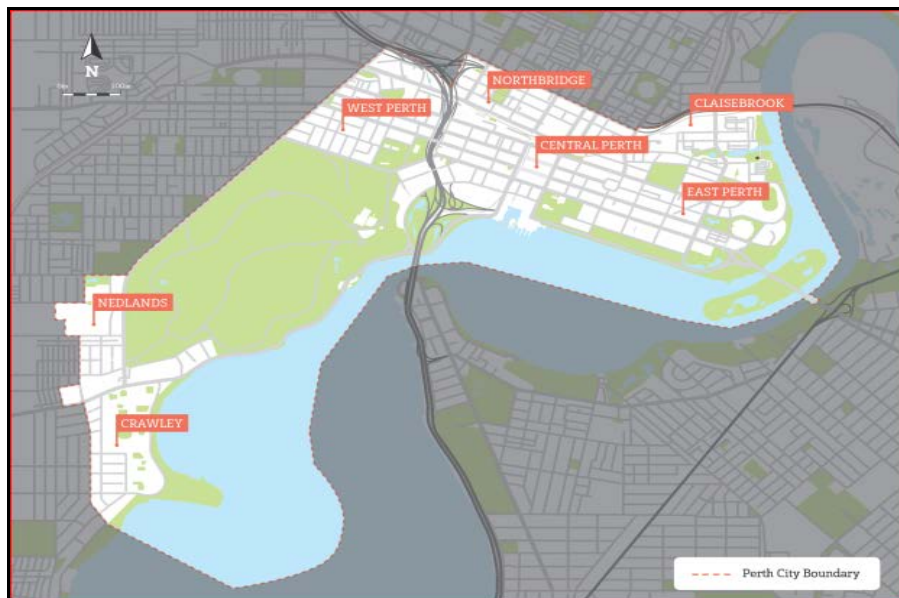 N
NORTHBRIDGE
WEST PERTH
CLAISEBROOK
CENTRAL PERTH
EAST PERTH
NEDLANDS
CRAWLEY
Perth City Boundary